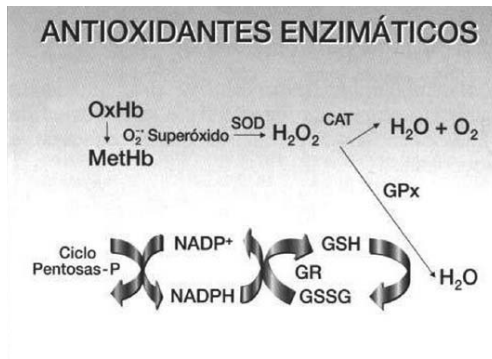 ANTIOXIDANTES ENZIMÁTICOS
OxHb
O₂⁻ Superóxido
SOD
H₂O₂
CAT
H₂O + O₂
MetHb
GPx
Ciclo
Pentosas-P
NADP+
NADPH
GR
GSH
GSSG
H₂O